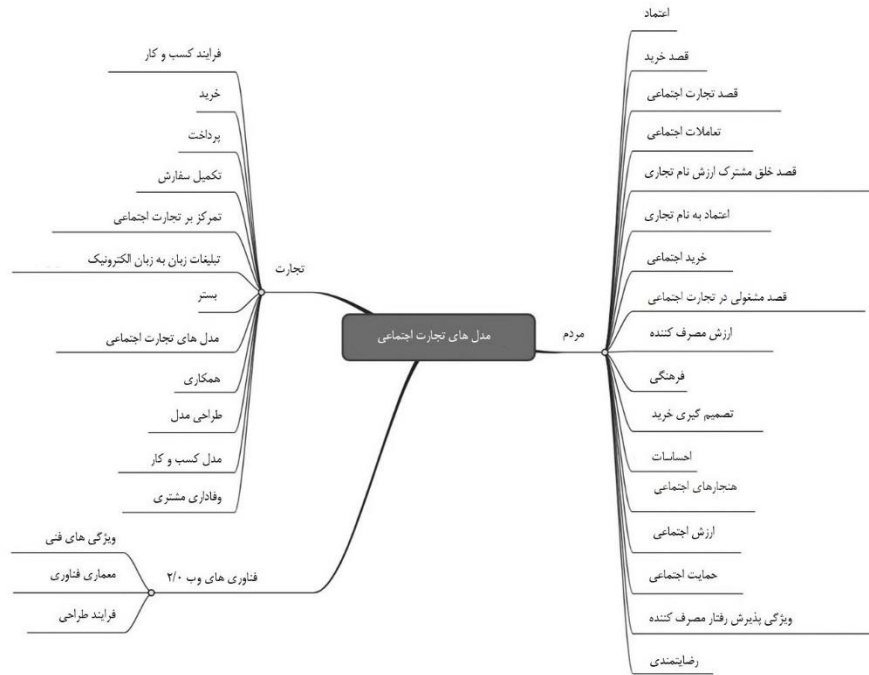 مدل های تجارت اجتماعی
مردم
اعتماد
قصد خرید
قصد تجارت اجتماعی
تعاملات اجتماعی
قصد خلق مشترک ارزش نام تجاری
اعتماد به نام تجاری
خرید اجتماعی
قصد مشغولی در تجارت اجتماعی
ارزش مصرف کننده
فرهنگی
تصمیم گیری خرید
احساسات
هنجارهای اجتماعی
ارزش اجتماعی
حمایت اجتماعی
ویژگی پذیرش رفتار مصرف کننده
رضایتمندی
تجارت
فرایند کسب و کار
خرید
پرداخت
تکمیل سفارش
تمرکز بر تجارت اجتماعی
تبلیغات زبان به زبان الکترونیک
بستر
مدل های تجارت اجتماعی
همکاری
طراحی مدل
مدل کسب و کار
وفاداری مشتری
فناوری های وب ۲/۰
ویژگی های فنی
معماری فناوری
فرایند طراحی